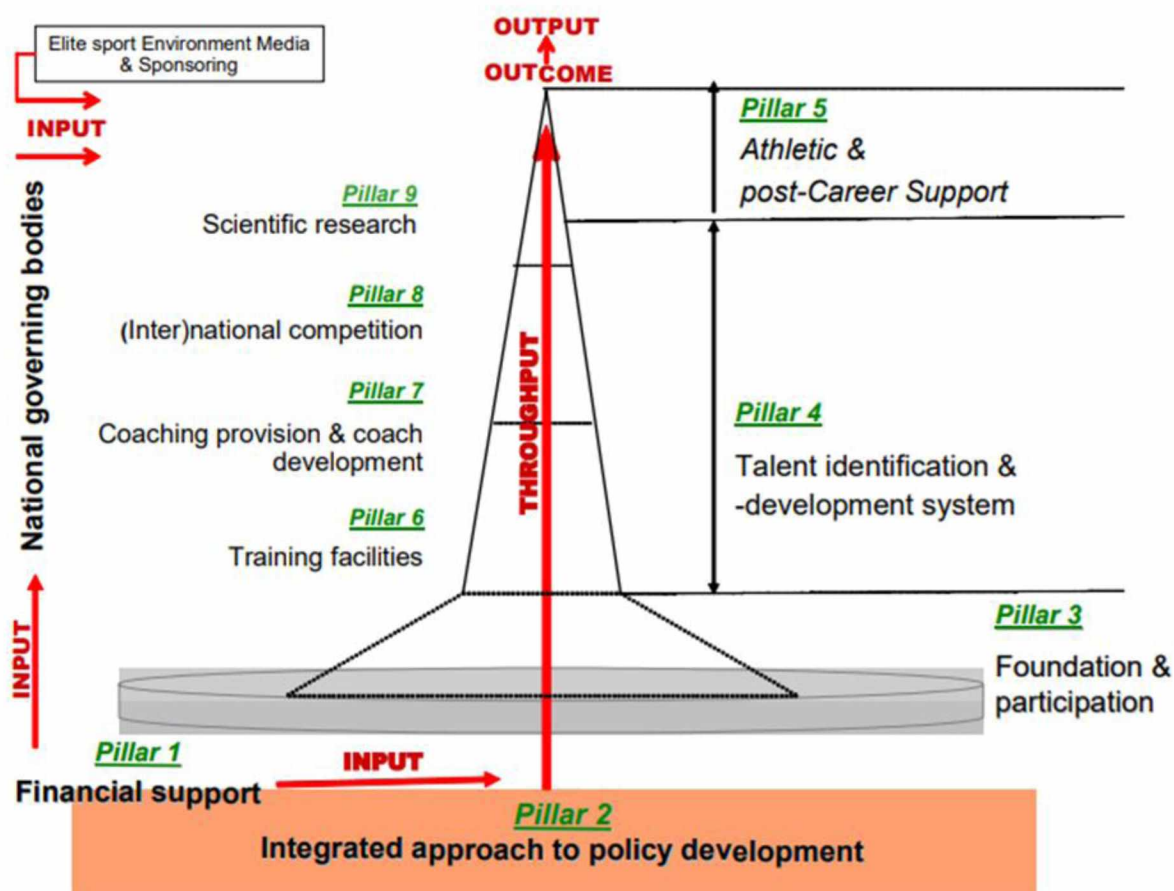 Elite sport Environment Media
& Sponsoring
INPUT
National governing bodies
INPUT
OUTPUT
OUTCOME
THROUGHPUT
Pillar 9
Scientific research
Pillar 8
(Inter)national competition
Pillar 7
Coaching provision & coach
development
Pillar 6
Training facilities
Pillar 5
Athletic &
post-Career Support
Pillar 4
Talent identification &
-development system
Pillar 3
Foundation &
participation
Pillar 1
Financial support
INPUT
Pillar 2
Integrated approach to policy development